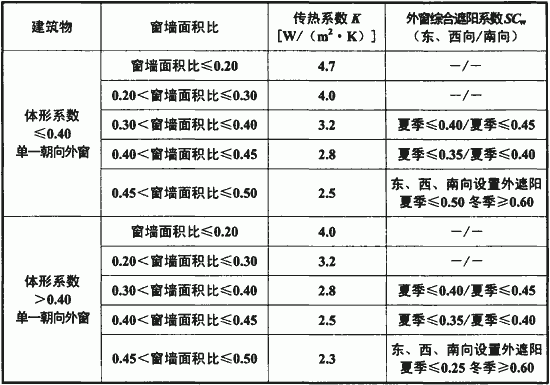 建筑物 窗墙面积比 传热系数 K 外窗综合遮阳系数 SCw
[W/（m²·K）] （东、西向/南向）
体形系数
≤0.40
单一朝向外窗
窗墙面积比≤0.20 4.7 —/—
0.20＜窗墙面积比≤0.30 4.0 —/—
0.30＜窗墙面积比≤0.40 3.2 夏季≤0.40/夏季≤0.45
0.40＜窗墙面积比≤0.45 2.8 夏季≤0.35/夏季≤0.40
0.45＜窗墙面积比≤0.50 2.5 东、西、南向设置外遮阳
夏季≤0.50 冬季≥0.60
体形系数
＞0.40
单一朝向外窗
窗墙面积比≤0.20 4.0 —/—
0.20＜窗墙面积比≤0.30 3.2 —/—
0.30＜窗墙面积比≤0.40 2.8 夏季≤0.40/夏季≤0.45
0.40＜窗墙面积比≤0.45 2.5 夏季≤0.35/夏季≤0.40
0.45＜窗墙面积比≤0.50 2.3 东、西、南向设置外遮阳
夏季≤0.25 冬季≥0.60